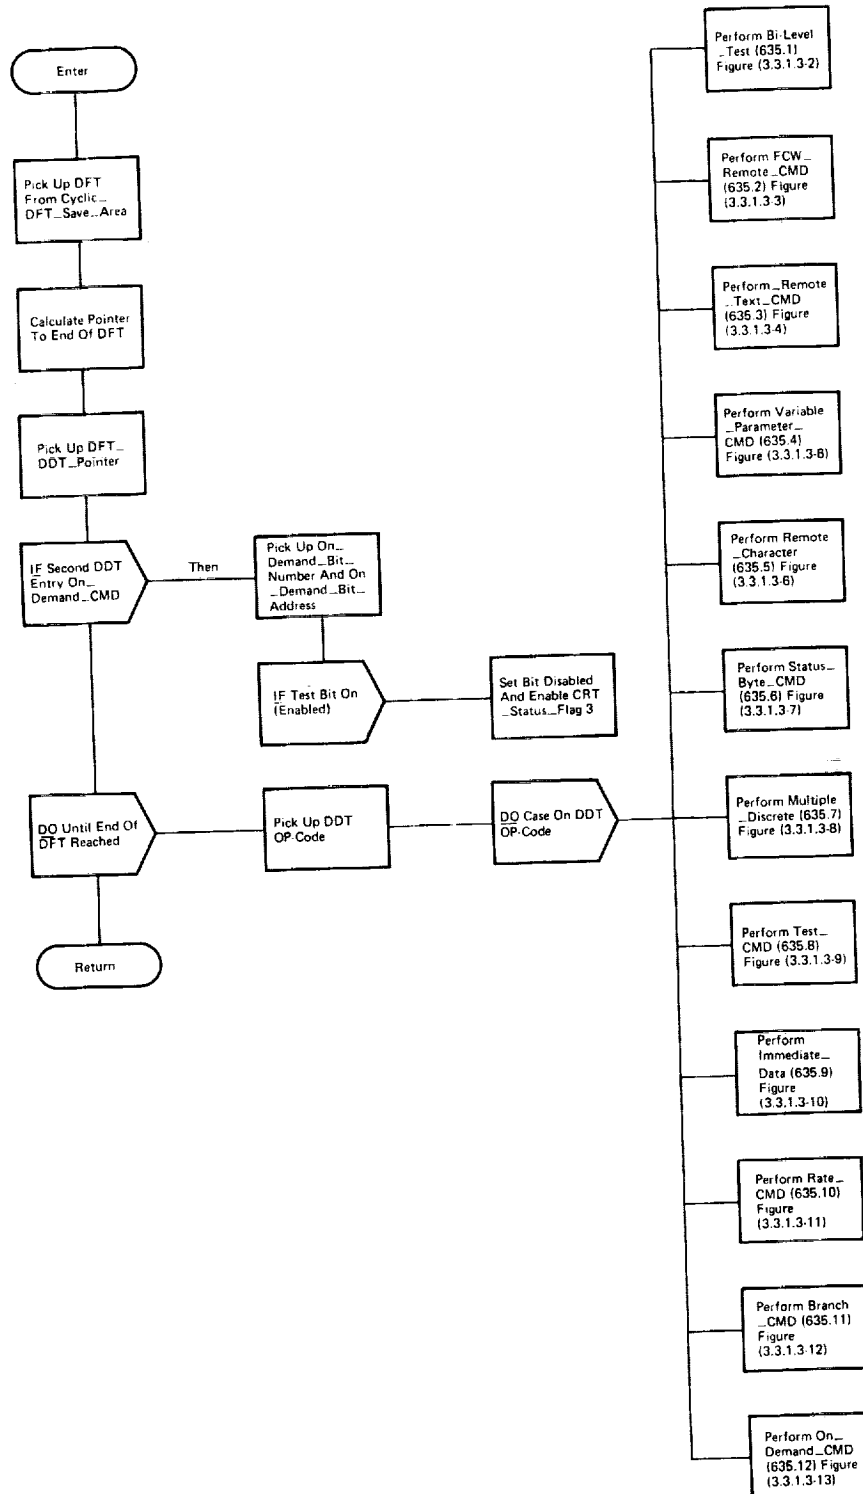 Enter
Pick Up DFT
From Cyclic_
DFT_Save_Area
Calculate Pointer
To End Of DFT
Pick Up DFT_
DDT_Pointer
IF Second DDT
Entry On_
Demand_CMD
Then
Pick Up On_
Demand_Bit_
Number And On
_Demand_Bit_
Address
IF Test Bit On
(Enabled)
Set Bit Disabled
And Enable CRT
_Status_Flag 3
DO Until End Of
DFT Reached
Pick Up DDT
OP-Code
DO Case On DDT
OP-Code
Return
Perform Bi-Level
_Test (635.1)
Figure (3.3.1.3-2)
Perform FCW_
Remote_CMD
(635.2) Figure
(3.3.1.3-3)
Perform_Remote
_Text_CMD
(635.3) Figure
(3.3.1.3-4)
Perform Variable
_Parameter_
CMD (635.4)
Figure (3.3.1.3-6)
Perform Remote
_Character
(635.5) Figure
(3.3.1.3-6)
Perform Status_
Byte_CMD
(635.6) Figure
(3.3.1.3-7)
Perform Multiple
_Discrete (635.7)
Figure (3.3.1.3-8)
Perform Test_
CMD (635.8)
Figure (3.3.1.3-9)
Perform
Immediate_
Data (635.9)
Figure
(3.3.1.3-10)
Perform Rate_
CMD (635.10)
Figure
(3.3.1.3-11)
Perform Branch
_CMD (635.11)
Figure
(3.3.1.3-12)
Perform On_
Demand_CMD
(635.12) Figure
(3.3.1.3-13)